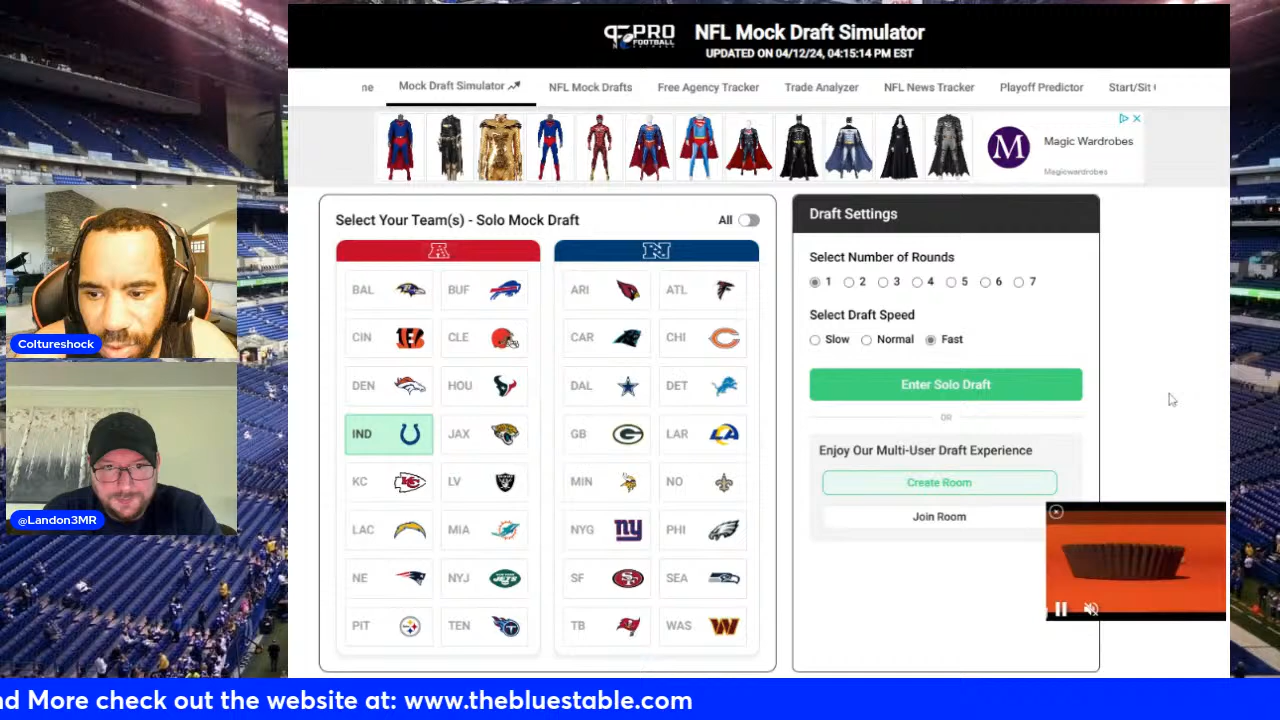 PRO
FOOTBALL
NFL Mock Draft Simulator
UPDATED ON 04/12/24, 04:15:14 PM EST
ne
Mock Draft Simulator
NFL Mock Drafts
Free Agency Tracker
Trade Analyzer
NFL News Tracker
Playoff Predictor
Start/Sit
M
Magic Wardrobes
Magicwardrobes
Select Your Team(s) - Solo Mock Draft
All
A
N
BAL
BUF
ARI
ATL
CIN
CLE
CAR
CHI
DEN
HOU
DAL
DET
IND
JAX
GB
LAR
KC
LV
MIN
NO
LAC
MIA
NYG
PHI
NE
NYJ
SF
SEA
PIT
TEN
TB
WAS
Draft Settings
Select Number of Rounds
1 2 3 4 5 6 7
Select Draft Speed
Slow Normal Fast
Enter Solo Draft
OR
Enjoy Our Multi-User Draft Experience
Create Room
Join Room
Coltureshock
@Landon3MR
nd More check out the website at: www.thebluestable.com